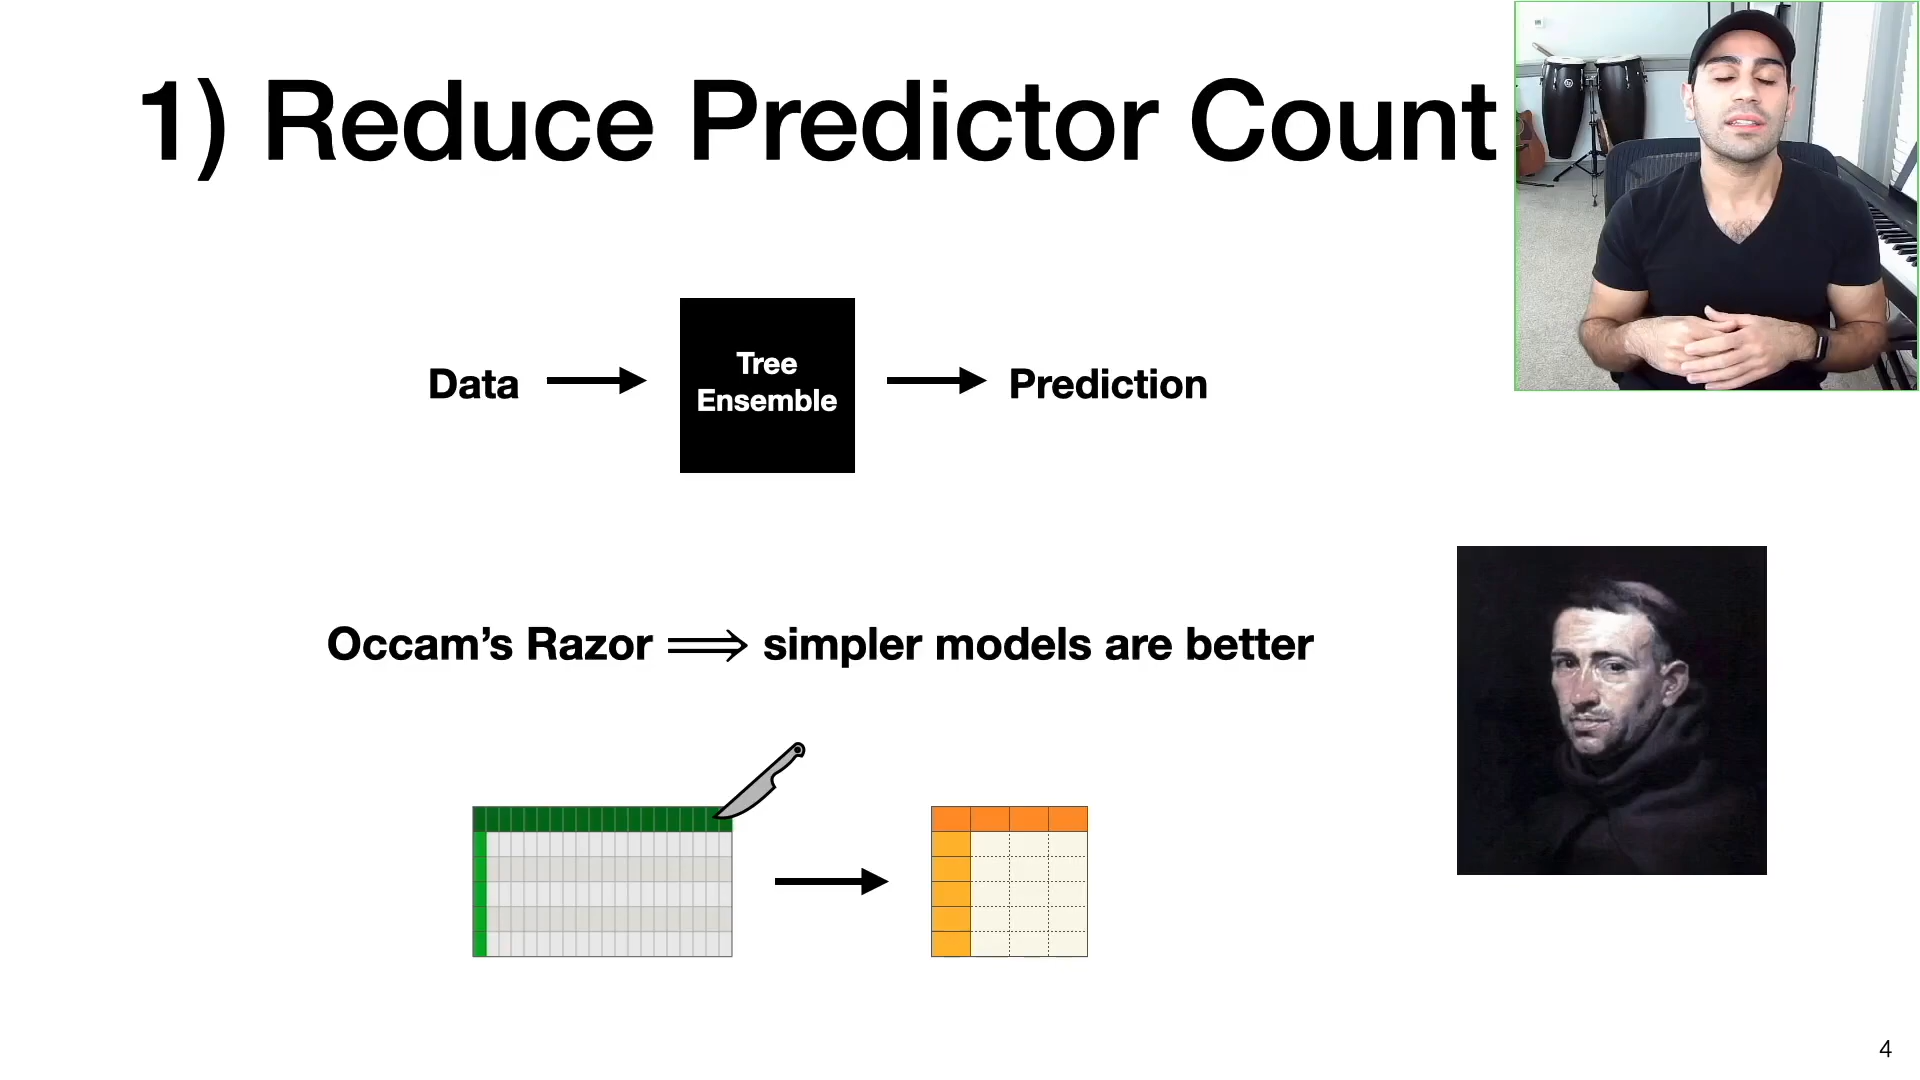 1) Reduce Predictor Count
Data
Tree
Ensemble
Prediction
Occam’s Razor ⟹ simpler models are better
4